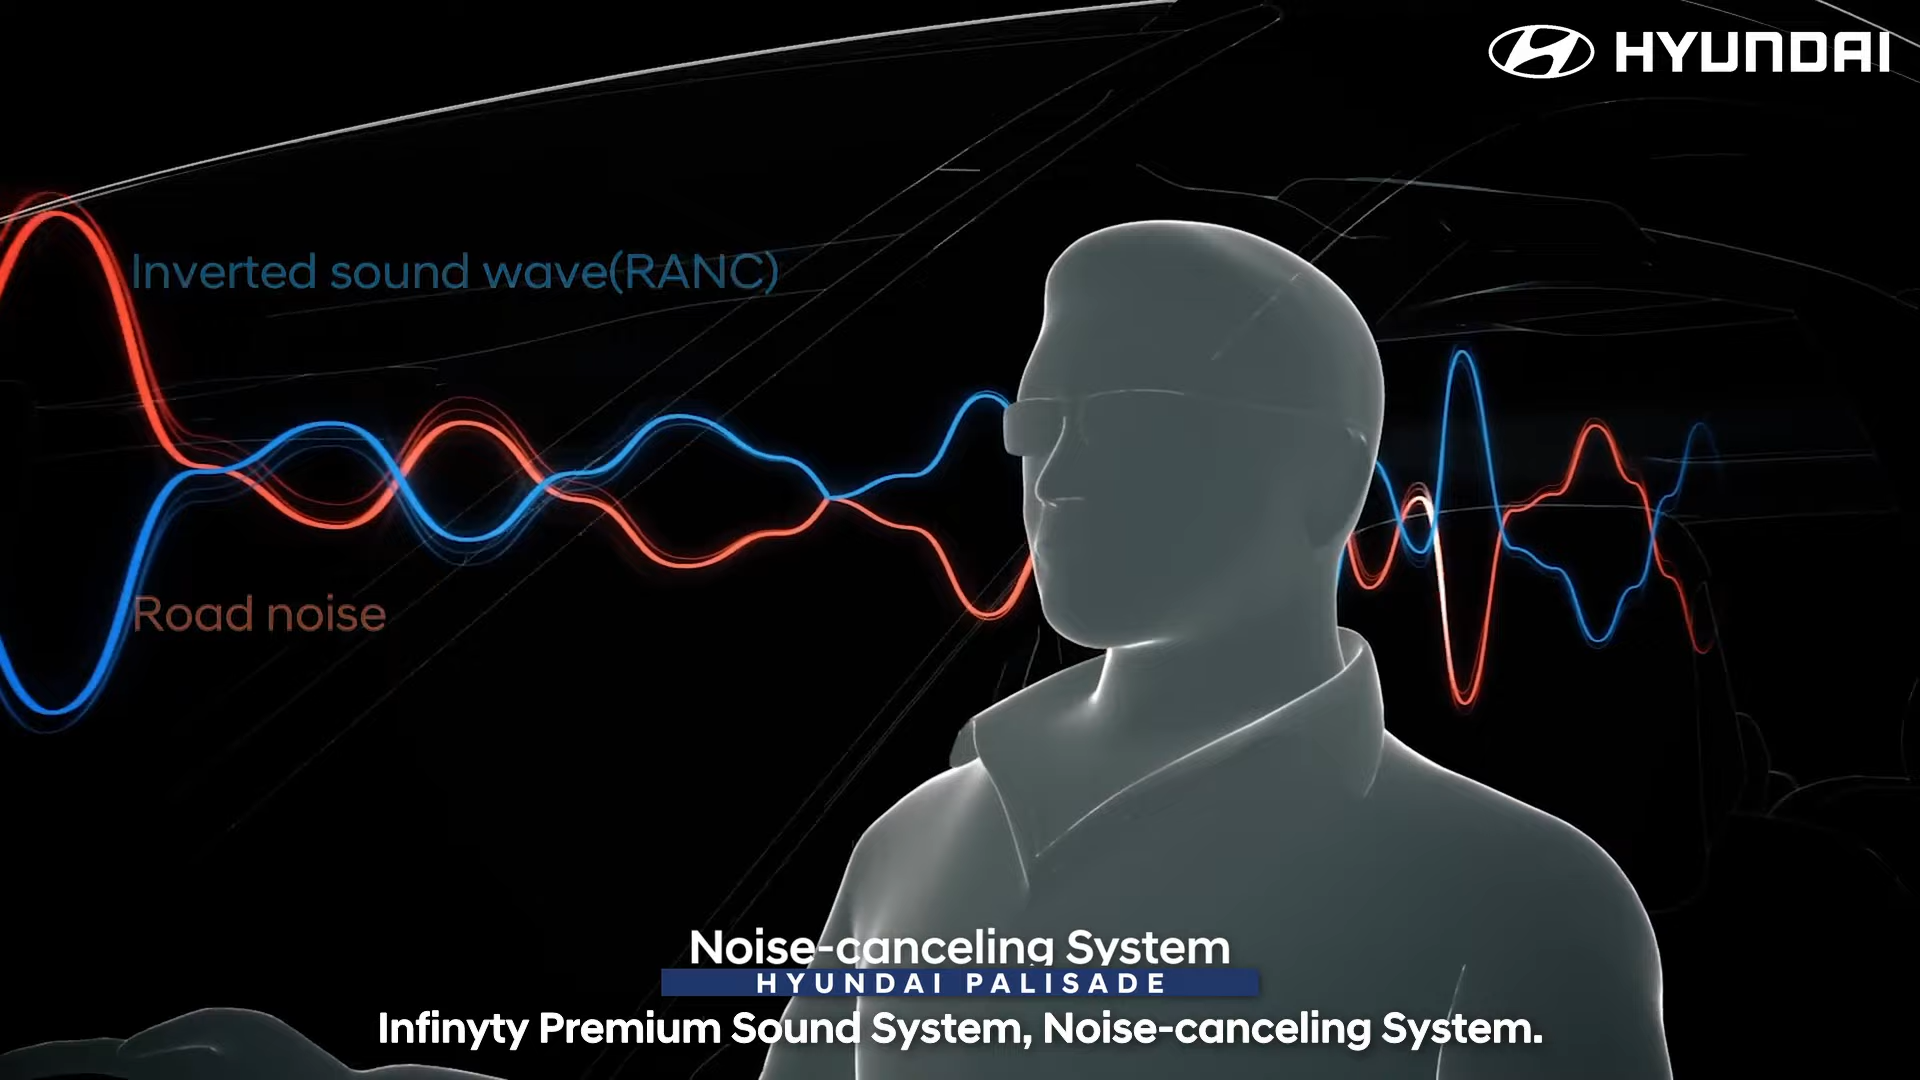 HYUNDAI
Inverted sound wave(RANC)
Road noise
Noise-canceling System
HYUNDAI PALISADE
Infinyty Premium Sound System, Noise-canceling System.